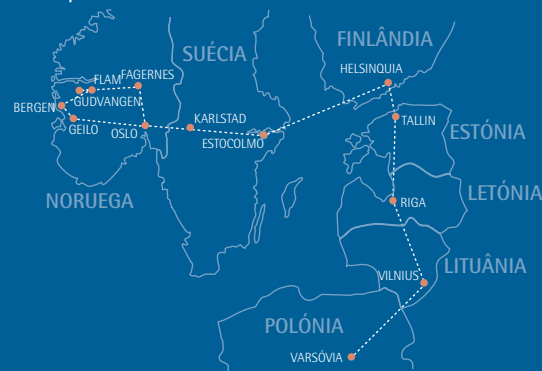 SUÉCIA
FINLÂNDIA
HELSINQUIA
FLAM
FAGERNES
GUDVANGEN
BERGEN
GEILO
OSLO
KARLSTAD
ESTOCOLMO
TALLIN
ESTÓNIA
NORUEGA
RIGA
LETÓNIA
LITUÂNIA
VILNIUS
POLÓNIA
VARSÓVIA